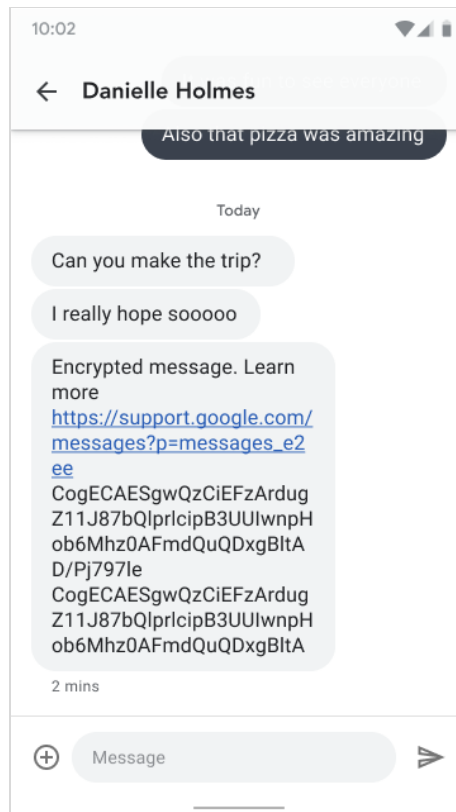 10:02
Danielle Holmes
Also that pizza was amazing
Today
Can you make the trip?
I really hope sooooo
Encrypted message. Learn
more
https://support.google.com/
messages?p=messages_e2
ee
CogECAESgwQzCiEFzArdug
Z11J87bQlprlcipB3UUIwnpH
ob6Mhz0AFmdQuQDxgBltA
D/Pj797le
CogECAESgwQzCiEFzArdug
Z11J87bQlprlcipB3UUIwnpH
ob6Mhz0AFmdQuQDxgBltA
2 mins
Message